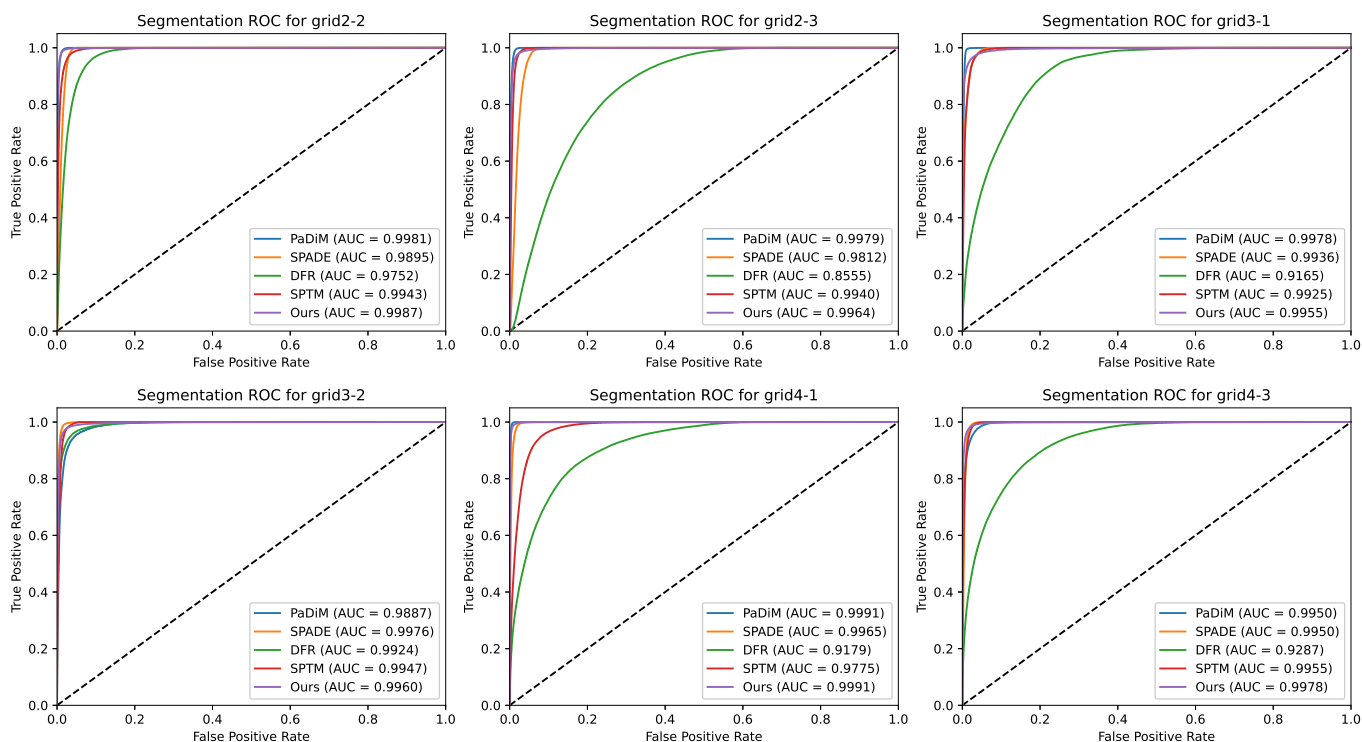 Segmentation ROC for grid2-2
True Positive Rate
1.0
0.8
0.6
0.4
0.2
0.0
PaDiM (AUC = 0.9981)
SPADE (AUC = 0.9895)
DFR (AUC = 0.9752)
SPTM (AUC = 0.9943)
Ours (AUC = 0.9987)
0.0 0.2 0.4 0.6 0.8 1.0
False Positive Rate
Segmentation ROC for grid2-3
True Positive Rate
1.0
0.8
0.6
0.4
0.2
0.0
PaDiM (AUC = 0.9979)
SPADE (AUC = 0.9812)
DFR (AUC = 0.8555)
SPTM (AUC = 0.9940)
Ours (AUC = 0.9964)
0.0 0.2 0.4 0.6 0.8 1.0
False Positive Rate
Segmentation ROC for grid3-1
True Positive Rate
1.0
0.8
0.6
0.4
0.2
0.0
PaDiM (AUC = 0.9978)
SPADE (AUC = 0.9936)
DFR (AUC = 0.9165)
SPTM (AUC = 0.9925)
Ours (AUC = 0.9955)
0.0 0.2 0.4 0.6 0.8 1.0
False Positive Rate
Segmentation ROC for grid3-2
True Positive Rate
1.0
0.8
0.6
0.4
0.2
0.0
PaDiM (AUC = 0.9887)
SPADE (AUC = 0.9976)
DFR (AUC = 0.9924)
SPTM (AUC = 0.9947)
Ours (AUC = 0.9960)
0.0 0.2 0.4 0.6 0.8 1.0
False Positive Rate
Segmentation ROC for grid4-1
True Positive Rate
1.0
0.8
0.6
0.4
0.2
0.0
PaDiM (AUC = 0.9991)
SPADE (AUC = 0.9965)
DFR (AUC = 0.9179)
SPTM (AUC = 0.9775)
Ours (AUC = 0.9991)
0.0 0.2 0.4 0.6 0.8 1.0
False Positive Rate
Segmentation ROC for grid4-3
True Positive Rate
1.0
0.8
0.6
0.4
0.2
0.0
PaDiM (AUC = 0.9950)
SPADE (AUC = 0.9950)
DFR (AUC = 0.9287)
SPTM (AUC = 0.9955)
Ours (AUC = 0.9978)
0.0 0.2 0.4 0.6 0.8 1.0
False Positive Rate